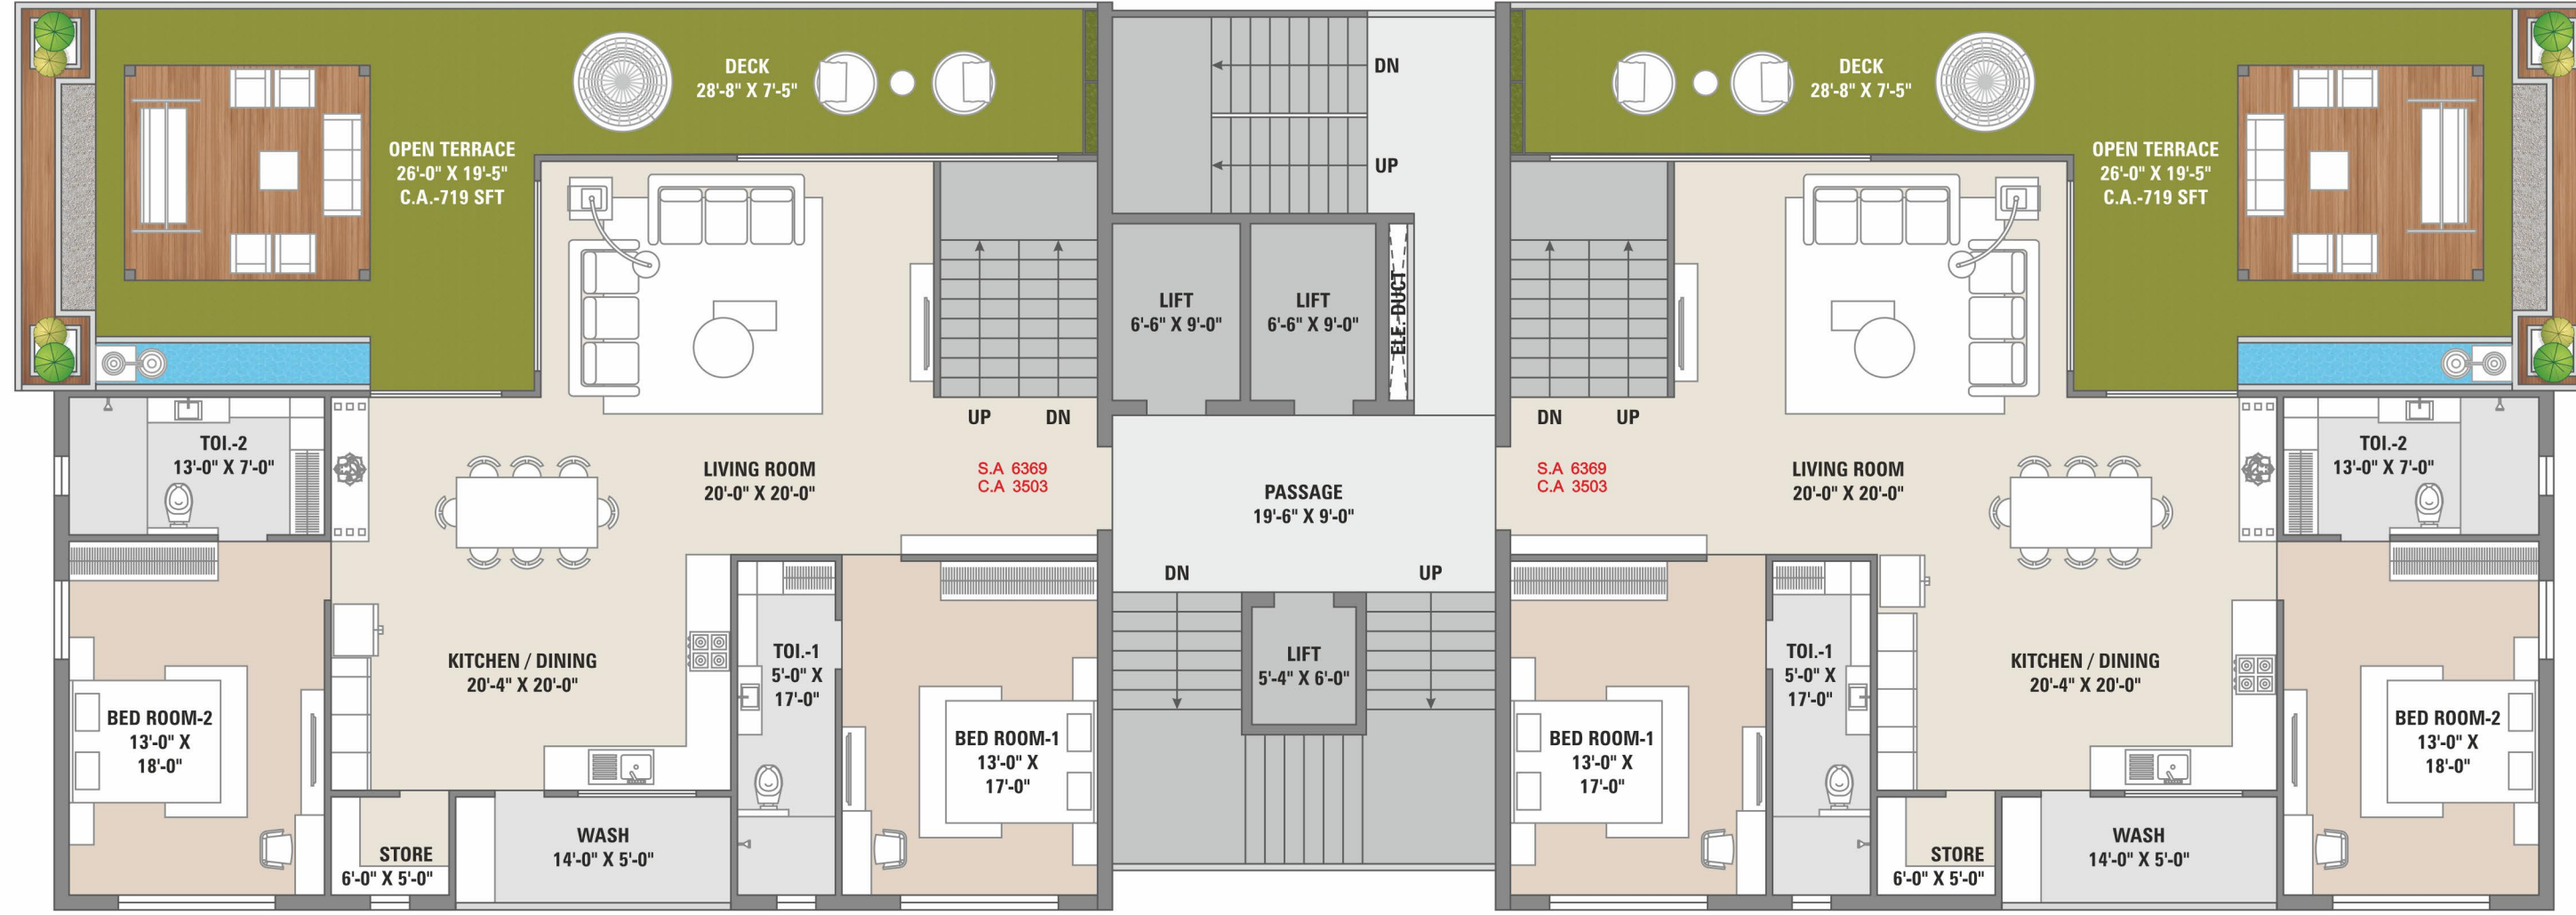 DECK
28'-8" X 7'-5"
OPEN TERRACE
26'-0" X 19'-5"
C.A.-719 SFT
TOI.-2
13'-0" X 7'-0"
LIVING ROOM
20'-0" X 20'-0"
UP
DN
S.A 6369
C.A 3503
KITCHEN / DINING
20'-4" X 20'-0"
BED ROOM-2
13'-0" X
18'-0"
TOI.-1
5'-0" X
17'-0"
BED ROOM-1
13'-0" X
17'-0"
STORE
6'-0" X 5'-0"
WASH
14'-0" X 5'-0"
DN
UP
LIFT
6'-6" X 9'-0"
LIFT
6'-6" X 9'-0"
ELE. DUCT
PASSAGE
19'-6" X 9'-0"
DN
UP
LIFT
5'-4" X 6'-0"
DECK
28'-8" X 7'-5"
OPEN TERRACE
26'-0" X 19'-5"
C.A.-719 SFT
DN
UP
S.A 6369
C.A 3503
LIVING ROOM
20'-0" X 20'-0"
TOI.-2
13'-0" X 7'-0"
BED ROOM-1
13'-0" X
17'-0"
TOI.-1
5'-0" X
17'-0"
KITCHEN / DINING
20'-4" X 20'-0"
BED ROOM-2
13'-0" X
18'-0"
STORE
6'-0" X 5'-0"
WASH
14'-0" X 5'-0"